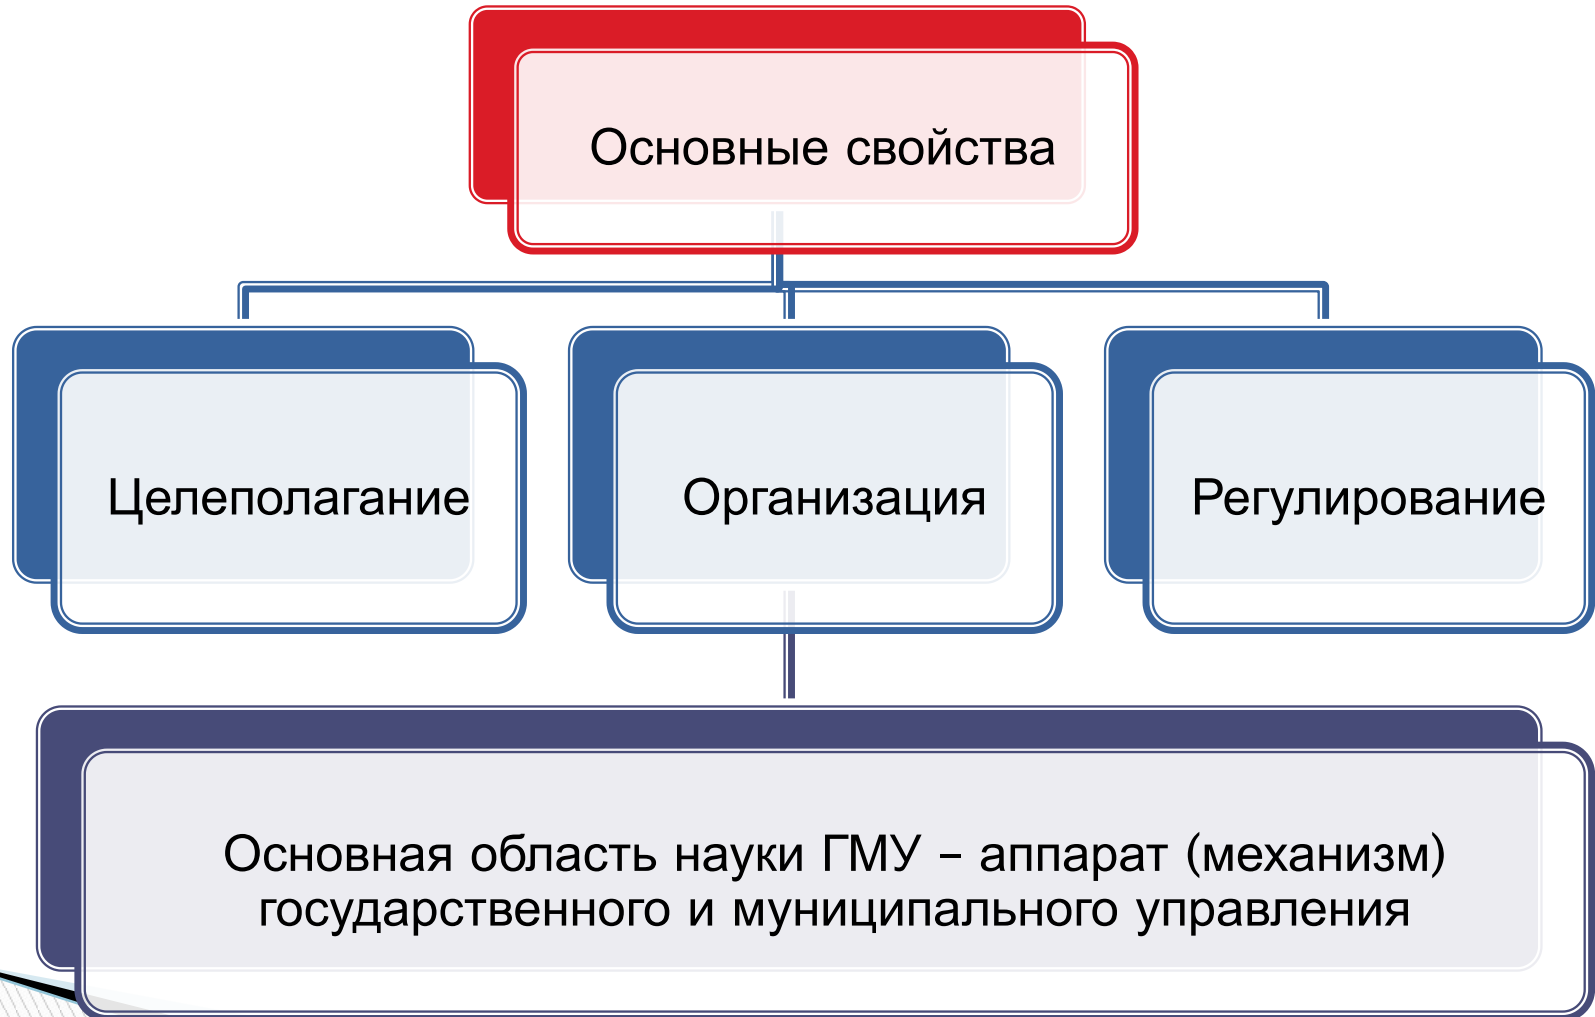 Основные свойства
Целеполагание
Организация
Регулирование
Основная область науки ГМУ – аппарат (механизм)
государственного и муниципального управления